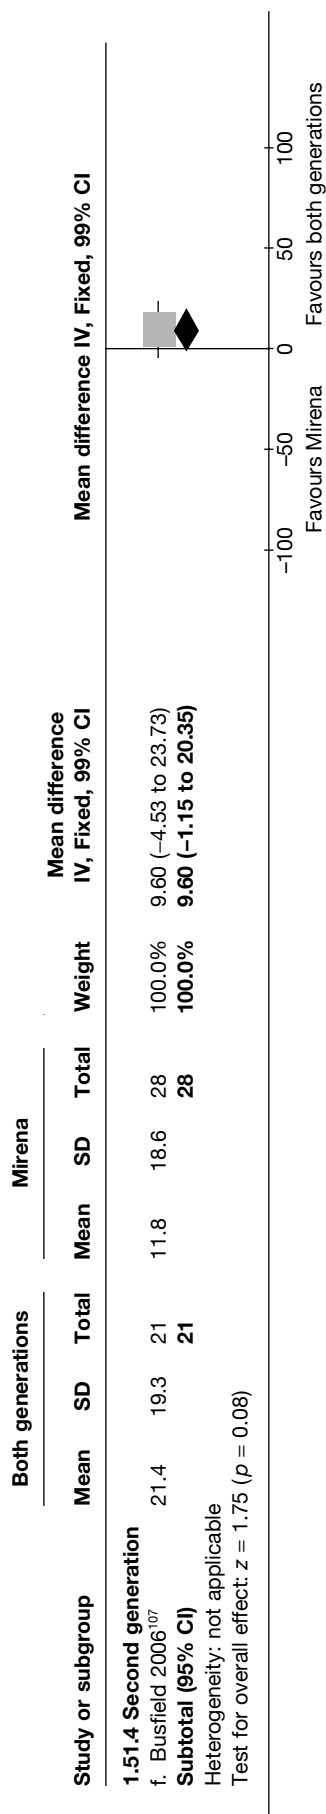 Both generations Mirena Mean difference
Study or subgroup Mean SD Total Mean SD Total Weight IV, Fixed, 99% CI Mean difference IV, Fixed, 99% CI
1.51.4 Second generation
f. Busfield 2006107 21.4 19.3 21 11.8 18.6 28 100.0% 9.60 (–4.53 to 23.73)
Subtotal (95% CI) 21 28 100.0% 9.60 (–1.15 to 20.35)
Heterogeneity: not applicable
Test for overall effect: z = 1.75 (p = 0.08)
–100 –50 0 50 100
Favours Mirena Favours both generations